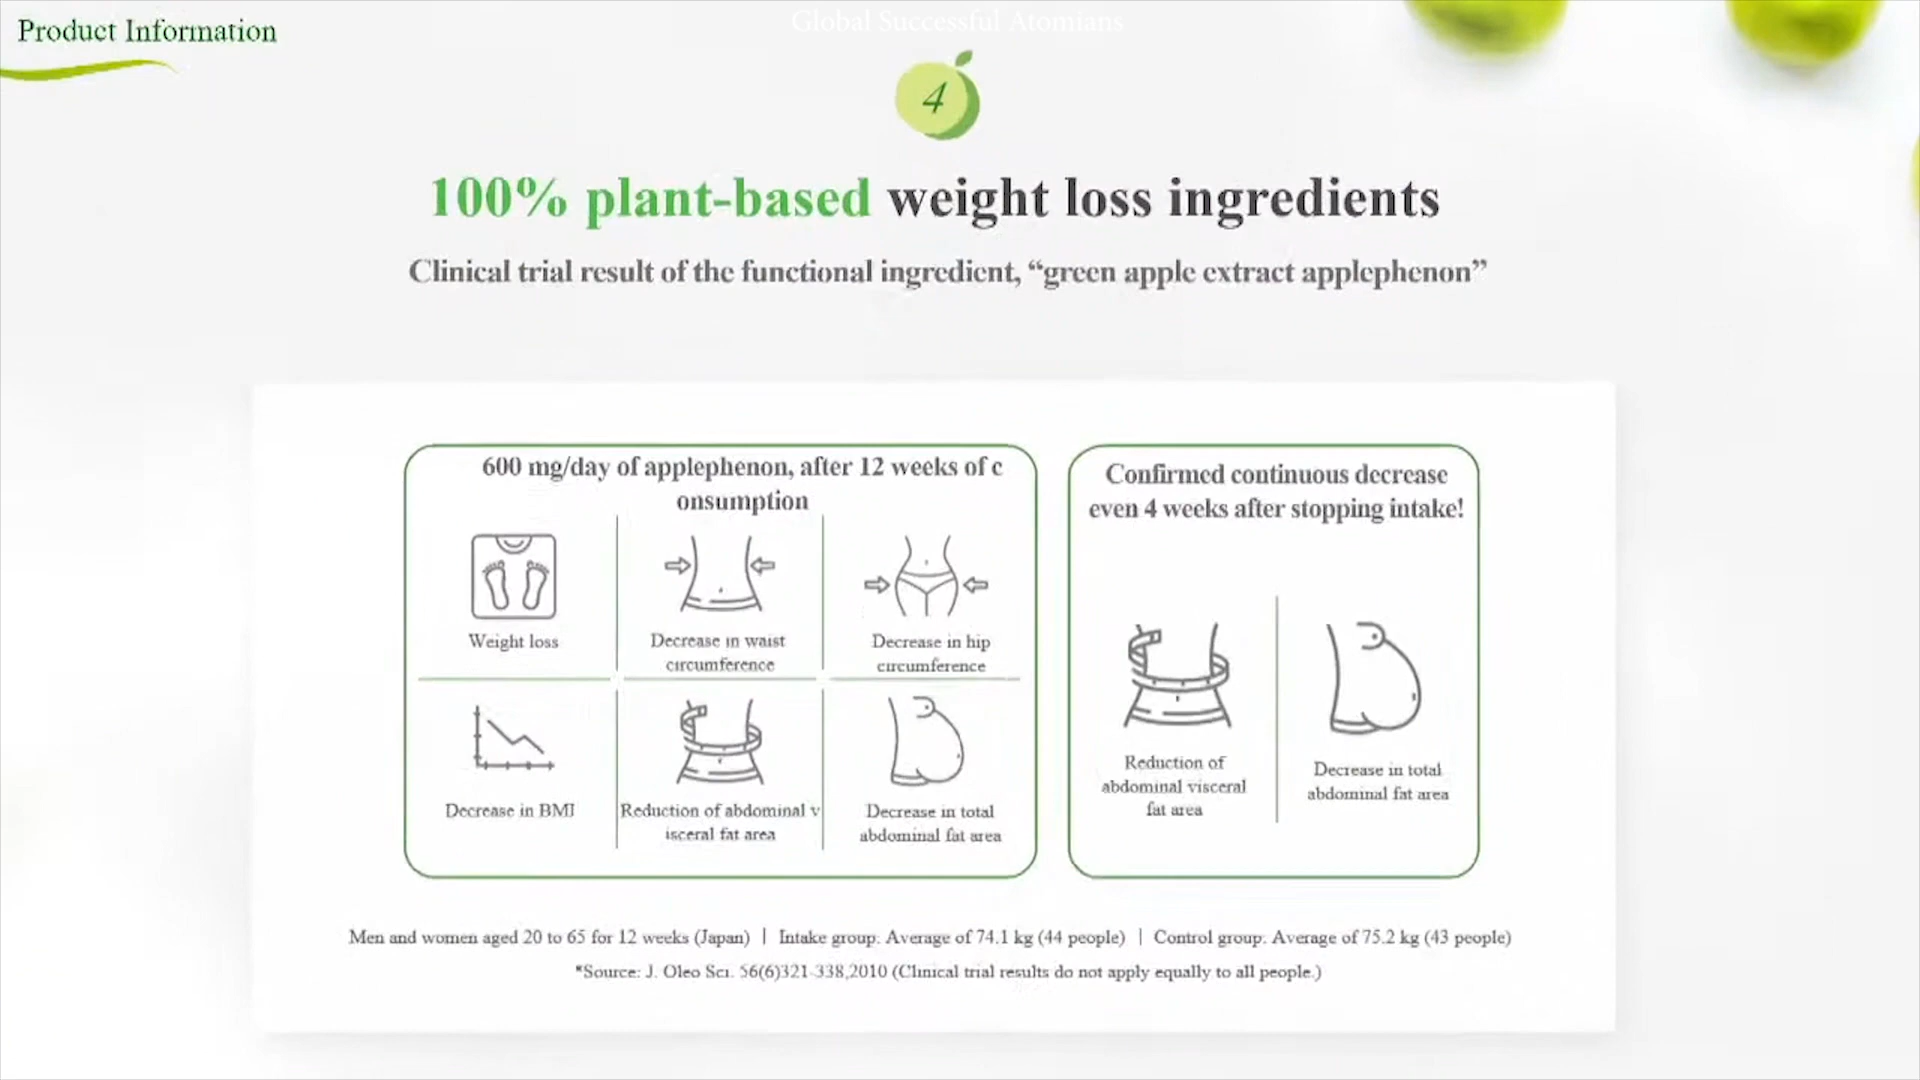 Product Information
Global Successful Atomians
4
100% plant-based weight loss ingredients
Clinical trial result of the functional ingredient, “green apple extract applephenon”
600 mg/day of applephenon, after 12 weeks of c
onsumption
Weight loss
Decrease in waist
circumference
Decrease in hip
circumference
Decrease in BMI
Reduction of abdominal v
isceral fat area
Decrease in total
abdominal fat area
Confirmed continuous decrease
even 4 weeks after stopping intake!
Reduction of
abdominal visceral
fat area
Decrease in total
abdominal fat area
Men and women aged 20 to 65 for 12 weeks (Japan) | Intake group: Average of 74.1 kg (44 people) | Control group: Average of 75.2 kg (43 people)
*Source: J. Oleo Sci. 56(6)321-338,2010 (Clinical trial results do not apply equally to all people.)